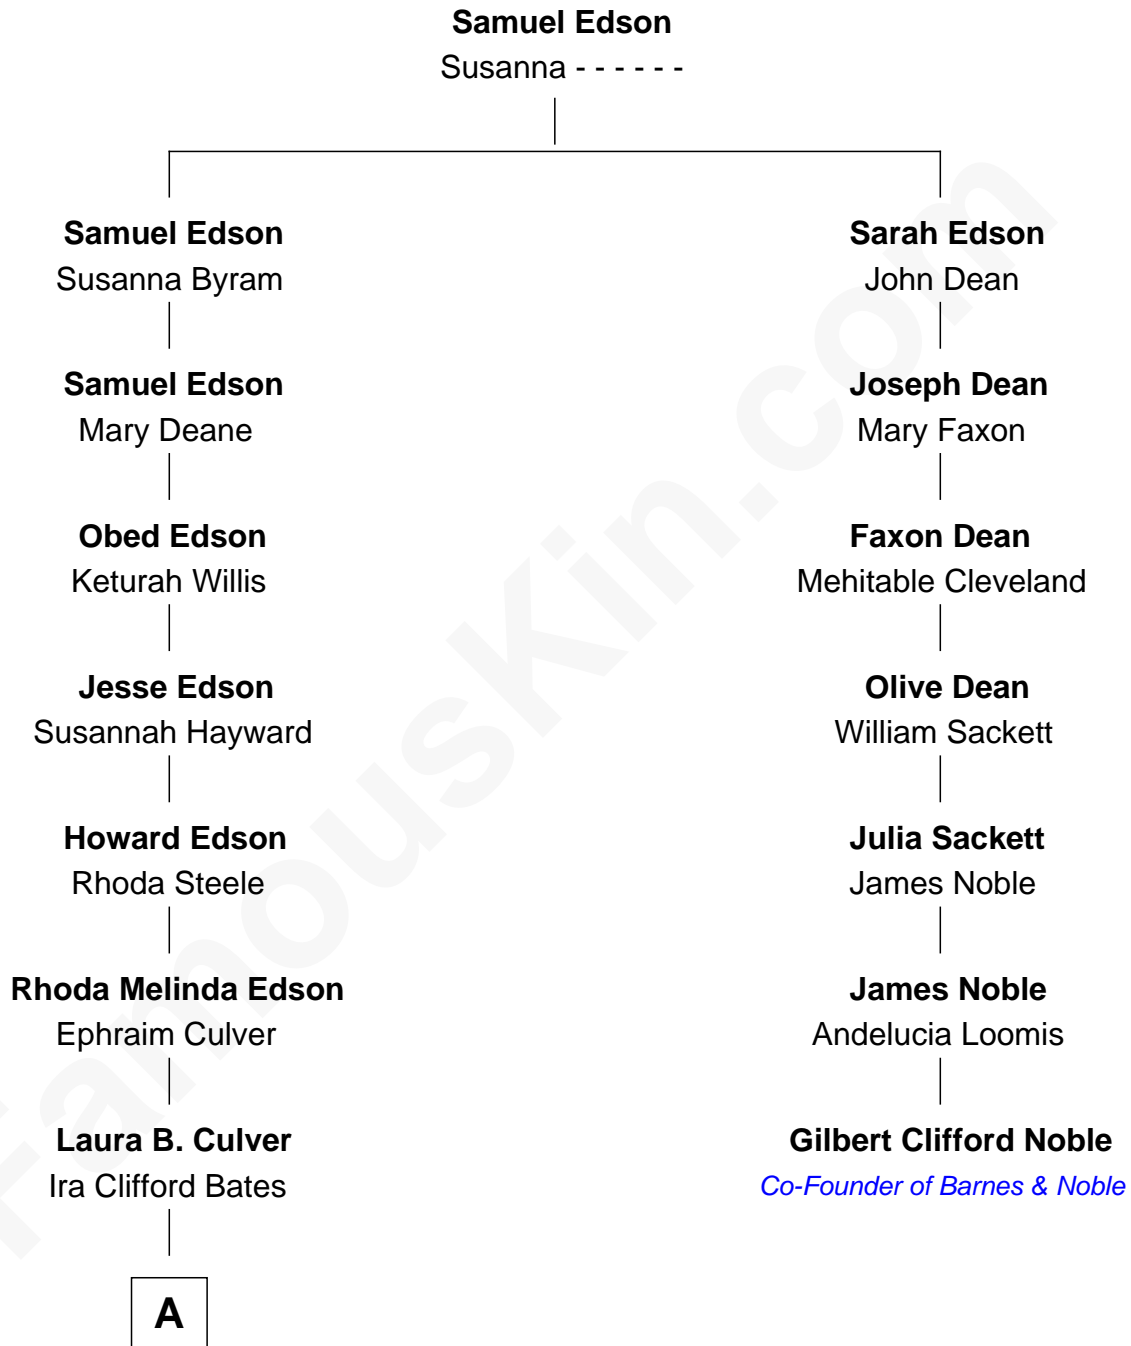 Samuel Edson
Susanna - - - - - -
Samuel Edson
Susanna Byram
Sarah Edson
John Dean
Samuel Edson
Mary Deane
Joseph Dean
Mary Faxon
Obed Edson
Keturah Willis
Faxon Dean
Mehitable Cleveland
Jesse Edson
Susannah Hayward
Olive Dean
William Sackett
Howard Edson
Rhoda Steele
Julia Sackett
James Noble
Rhoda Melinda Edson
Ephraim Culver
James Noble
Andelucia Loomis
Laura B. Culver
Ira Clifford Bates
Gilbert Clifford Noble
Co-Founder of Barnes & Noble
A
FamousKin.com